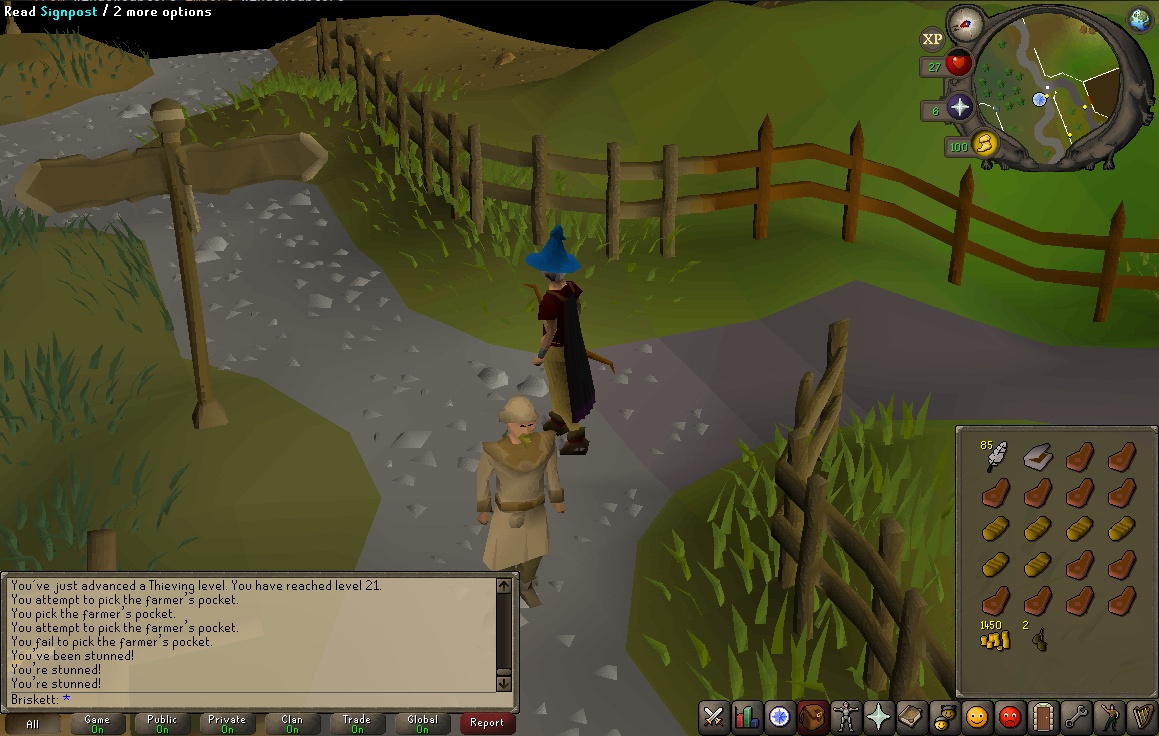 Read Signpost / 2 more options
XP
27
6
100
85
1450
2
You've just advanced a Thieving level. You have reached level 21.
You attempt to pick the farmer's pocket.
You pick the farmer's pocket.
You attempt to pick the farmer's pocket.
You fail to pick the farmer's pocket.
You've been stunned!
You're stunned!
You're stunned!
Briskett: *
All
Game
On
Public
On
Private
On
Clan
On
Trade
On
Global
On
Report